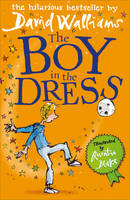 the hilarious bestseller by
David Walliams
The
BOY
in the
DRESS
Illustrated
by
Quentin
Blake